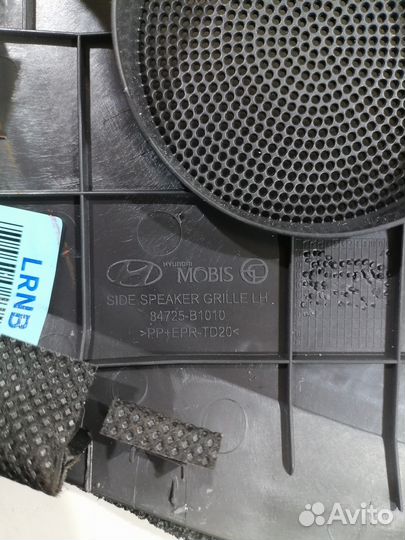 HYUNDAI
MOBIS
SIDE SPEAKER GRILLE LH
84725-B1010
>PP+EPR-TD20<
LRNB
Avito